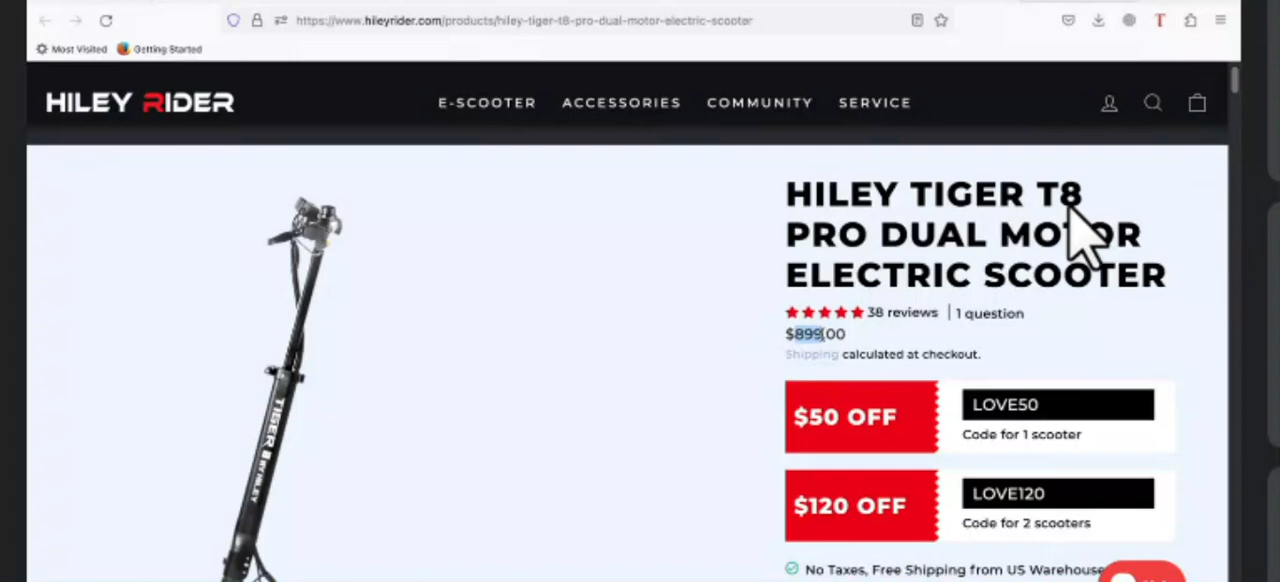 https://www.hileyrider.com/products/hiley-tiger-t8-pro-dual-motor-electric-scooter
T
Most Visited Getting Started
HILEY RIDER E-SCOOTER ACCESSORIES COMMUNITY SERVICE
HILEY TIGER T8
PRO DUAL MOTOR
ELECTRIC SCOOTER
38 reviews | 1 question
$899.00
Shipping calculated at checkout.
$50 OFF
LOVE50
Code for 1 scooter
$120 OFF
LOVE120
Code for 2 scooters
No Taxes, Free Shipping from US Warehouse
TIGER 8 BY HILEY